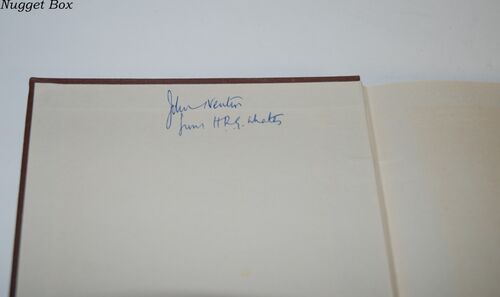 Nugget Box
John Newton
from H.R.G. Whates